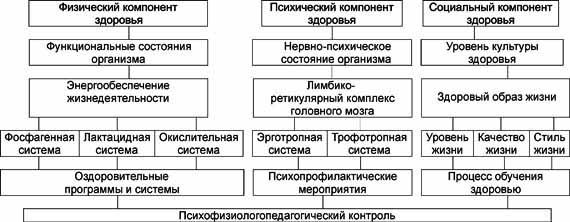 Физический компонент
здоровья
Психический компонент
здоровья
Социальный компонент
здоровья
Функциональные состояния
организма
Нервно-психическое
состояние организма
Уровень культуры
здоровья
Энергообеспечение
жизнедеятельности
Лимбико-
ретикулярный комплекс
головного мозга
Здоровый образ жизни
Фосфагенная
система
Лактацидная
система
Окислительная
система
Эрготропная
система
Трофотропная
система
Уровень
жизни
Качество
жизни
Стиль
жизни
Оздоровительные
программы и системы
Психопрофилактические
мероприятия
Процесс обучения
здоровью
Психофизиологопедагогический контроль